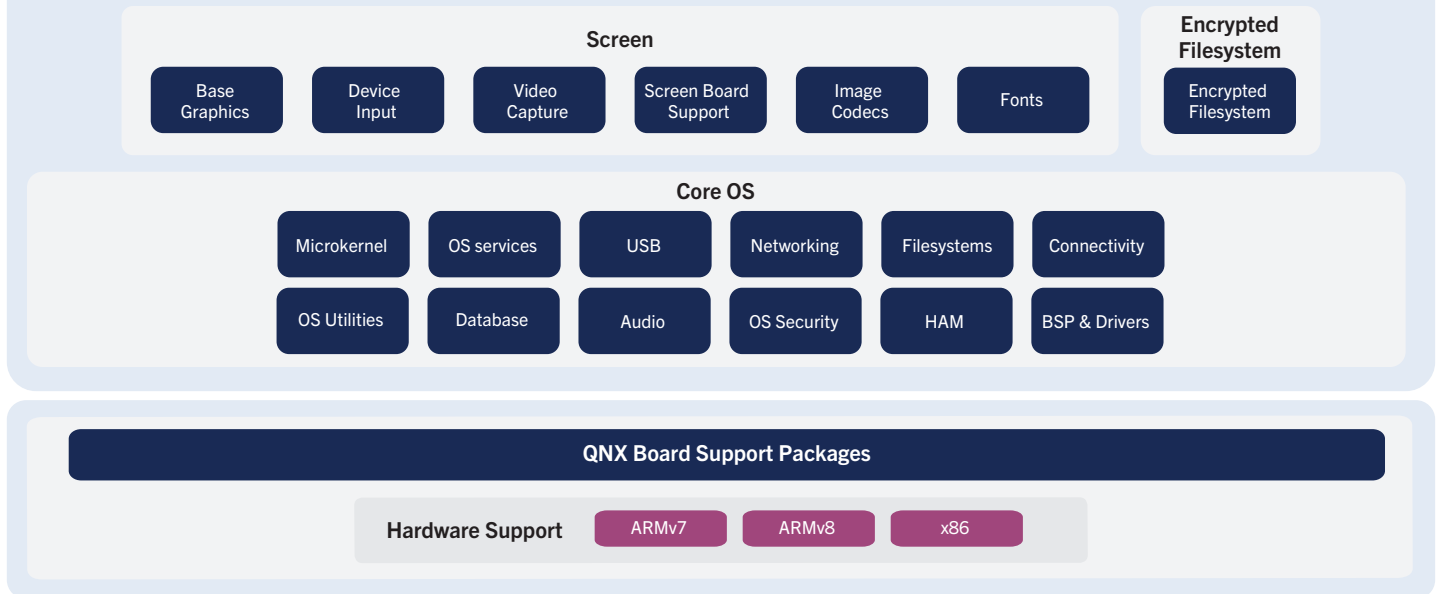 Screen
Base
Graphics
Device
Input
Video
Capture
Screen Board
Support
Image
Codecs
Fonts
Encrypted
Filesystem
Encrypted
Filesystem
Core OS
Microkernel
OS services
USB
Networking
Filesystems
Connectivity
OS Utilities
Database
Audio
OS Security
HAM
BSP & Drivers
QNX Board Support Packages
Hardware Support
ARMv7
ARMv8
x86